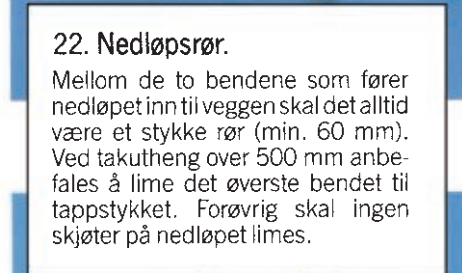 22. Nedløpsrør.
Mellom de to bendene som fører
nedløpet inn til veggen skal det alltid
være et stykke rør (min. 60 mm).
Ved takutheng over 500 mm anbe-
fales å lime det øverste bendet til
tappstykket. Forøvrig skal ingen
skjøter på nedløpet limes.